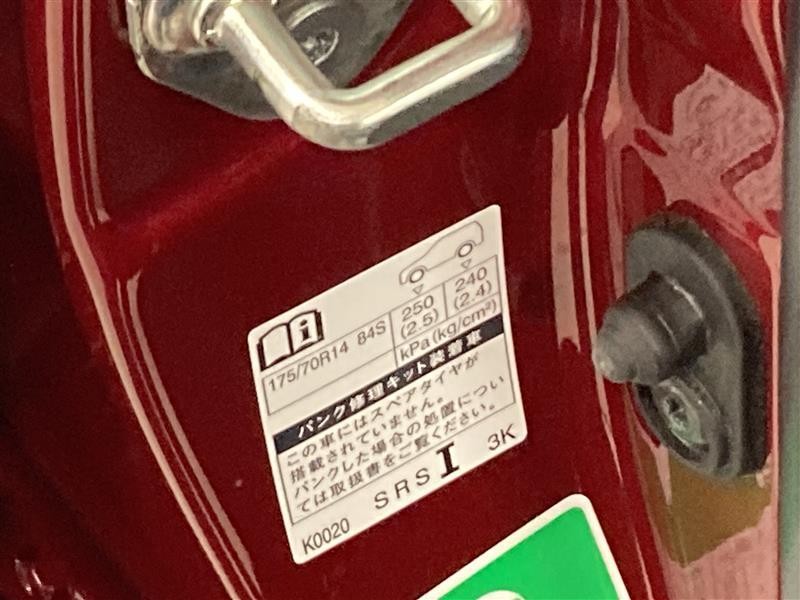 175/70R14 84S
250 240
(2.5) (2.4)
kPa(kg/cm²)
パンク修理キット装着車
この車にはスペアタイヤが
搭載されていません。
パンクした場合の処置につい
ては取扱書をご覧ください。
K0020 SRS I 3K